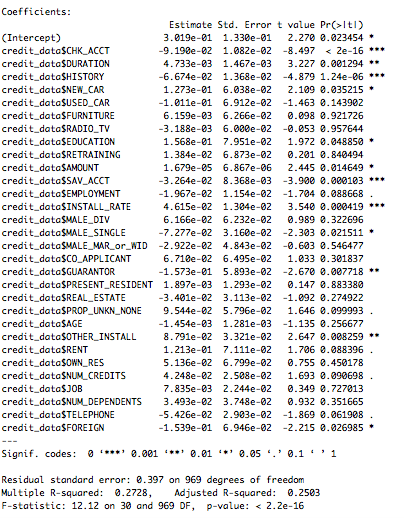 Coefficients:
Estimate Std. Error t value Pr(>|t|)
(Intercept) 3.019e-01 1.330e-01 2.270 0.023454 *
credit_data$CHK_ACCT -9.190e-02 1.082e-02 -8.497 < 2e-16 ***
credit_data$DURATION 4.733e-03 1.467e-03 3.227 0.001294 **
credit_data$HISTORY -6.674e-02 1.368e-02 -4.879 1.24e-06 ***
credit_data$NEW_CAR 1.273e-01 6.038e-02 2.109 0.035215 *
credit_data$USED_CAR -1.011e-01 6.912e-02 -1.463 0.143902
credit_data$FURNITURE 6.159e-03 6.266e-02 0.098 0.921726
credit_data$RADIO_TV -3.188e-03 6.000e-02 -0.053 0.957644
credit_data$EDUCATION 1.568e-01 7.951e-02 1.972 0.048850 *
credit_data$RETRAINING 1.384e-02 6.873e-02 0.201 0.840494
credit_data$AMOUNT 1.679e-05 6.867e-06 2.445 0.014649 *
credit_data$SAV_ACCT -3.264e-02 8.368e-03 -3.900 0.000103 ***
credit_data$EMPLOYMENT -1.967e-02 1.154e-02 -1.704 0.088668 .
credit_data$INSTALL_RATE 4.615e-02 1.304e-02 3.540 0.000419 ***
credit_data$MALE_DIV 6.166e-02 6.232e-02 0.989 0.322696
credit_data$MALE_SINGLE -7.277e-02 3.160e-02 -2.303 0.021511 *
credit_data$MALE_MAR_or_WID -2.922e-02 4.843e-02 -0.603 0.546477
credit_data$CO_APPLICANT 6.710e-02 6.495e-02 1.033 0.301837
credit_data$GUARANTOR -1.573e-01 5.893e-02 -2.670 0.007718 **
credit_data$PRESENT_RESIDENT 1.897e-03 1.293e-02 0.147 0.883380
credit_data$REAL_ESTATE -3.401e-02 3.113e-02 -1.092 0.274922
credit_data$PROP_UNKN_NONE 9.544e-02 5.796e-02 1.646 0.099993 .
credit_data$AGE -1.454e-03 1.281e-03 -1.135 0.256677
credit_data$OTHER_INSTALL 8.791e-02 3.321e-02 2.647 0.008259 **
credit_data$RENT 1.213e-01 7.111e-02 1.706 0.088396 .
credit_data$OWN_RES 5.136e-02 6.799e-02 0.755 0.450178
credit_data$NUM_CREDITS 4.248e-02 2.508e-02 1.693 0.090698 .
credit_data$JOB 7.835e-03 2.244e-02 0.349 0.727013
credit_data$NUM_DEPENDENTS 3.493e-02 3.748e-02 0.932 0.351665
credit_data$TELEPHONE -5.426e-02 2.903e-02 -1.869 0.061908 .
credit_data$FOREIGN -1.539e-01 6.946e-02 -2.215 0.026985 *
---
Signif. codes: 0 ‘***’ 0.001 ‘**’ 0.01 ‘*’ 0.05 ‘.’ 0.1 ‘ ’ 1
Residual standard error: 0.397 on 969 degrees of freedom
Multiple R-squared: 0.2728, Adjusted R-squared: 0.2503
F-statistic: 12.12 on 30 and 969 DF, p-value: < 2.2e-16